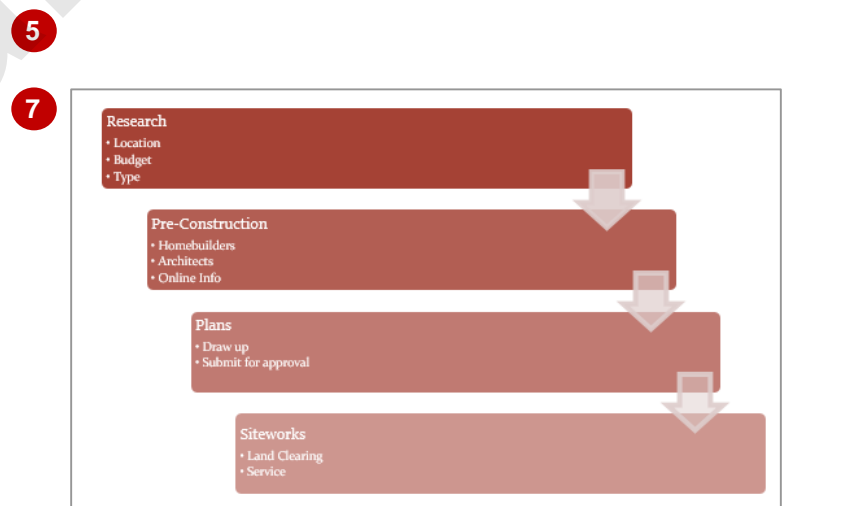 5
7
Research
• Location
• Budget
• Type
Pre-Construction
• Homebuilders
• Architects
• Online Info
Plans
• Draw up
• Submit for approval
Siteworks
• Land Clearing
• Service